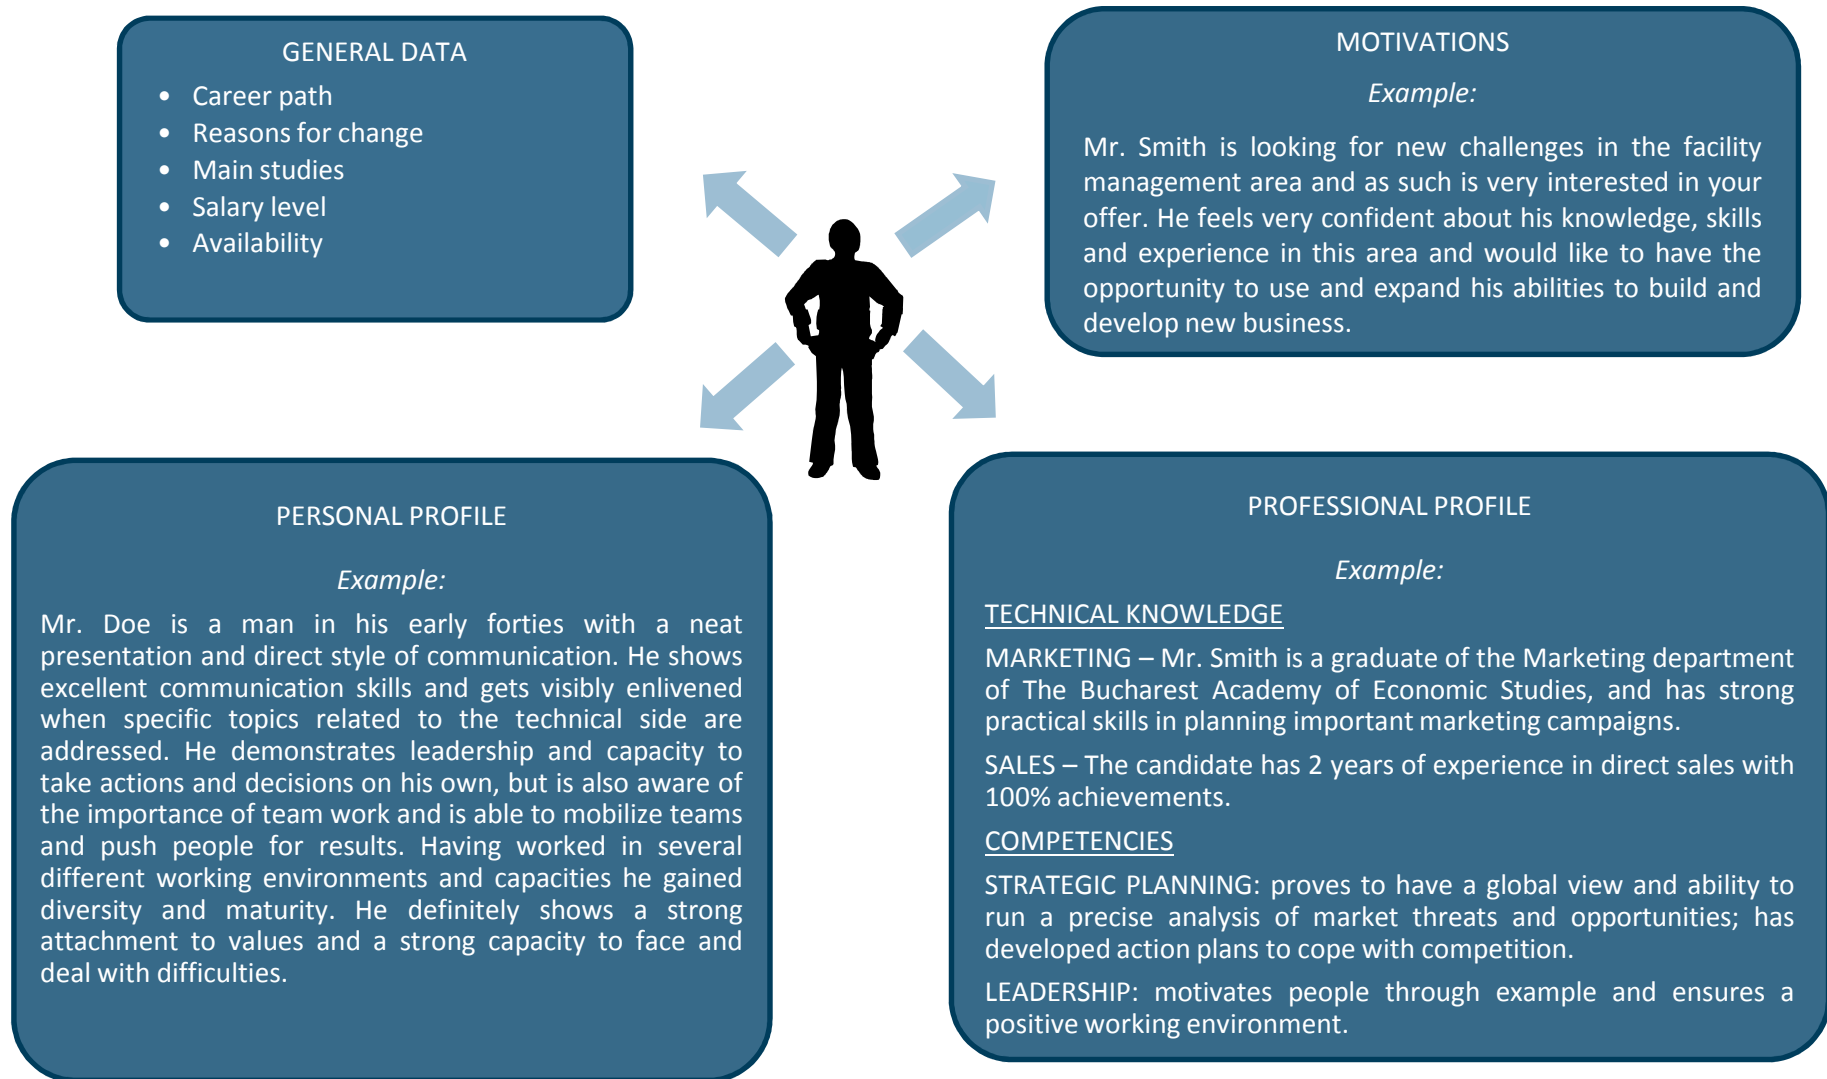 GENERAL DATA
• Career path
• Reasons for change
• Main studies
• Salary level
• Availability
MOTIVATIONS
Example:
Mr. Smith is looking for new challenges in the facility
management area and as such is very interested in your
offer. He feels very confident about his knowledge, skills
and experience in this area and would like to have the
opportunity to use and expand his abilities to build and
develop new business.
PERSONAL PROFILE
Example:
Mr. Doe is a man in his early forties with a neat
presentation and direct style of communication. He shows
excellent communication skills and gets visibly enlivened
when specific topics related to the technical side are
addressed. He demonstrates leadership and capacity to
take actions and decisions on his own, but is also aware of
the importance of team work and is able to mobilize teams
and push people for results. Having worked in several
different working environments and capacities he gained
diversity and maturity. He definitely shows a strong
attachment to values and a strong capacity to face and
deal with difficulties.
PROFESSIONAL PROFILE
Example:
TECHNICAL KNOWLEDGE
MARKETING – Mr. Smith is a graduate of the Marketing department
of The Bucharest Academy of Economic Studies, and has strong
practical skills in planning important marketing campaigns.
SALES – The candidate has 2 years of experience in direct sales with
100% achievements.
COMPETENCIES
STRATEGIC PLANNING: proves to have a global view and ability to
run a precise analysis of market threats and opportunities; has
developed action plans to cope with competition.
LEADERSHIP: motivates people through example and ensures a
positive working environment.